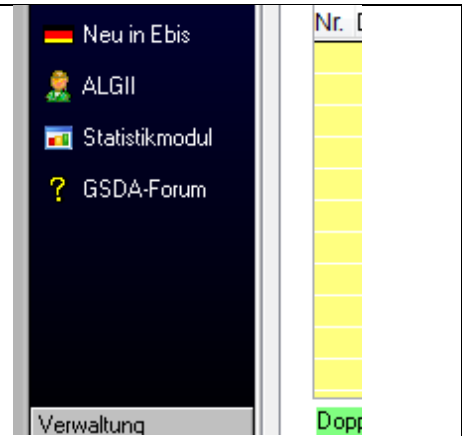 Neu in Ebis
ALGII
Statistikmodul
? GSDA-Forum
Verwaltung
Nr.